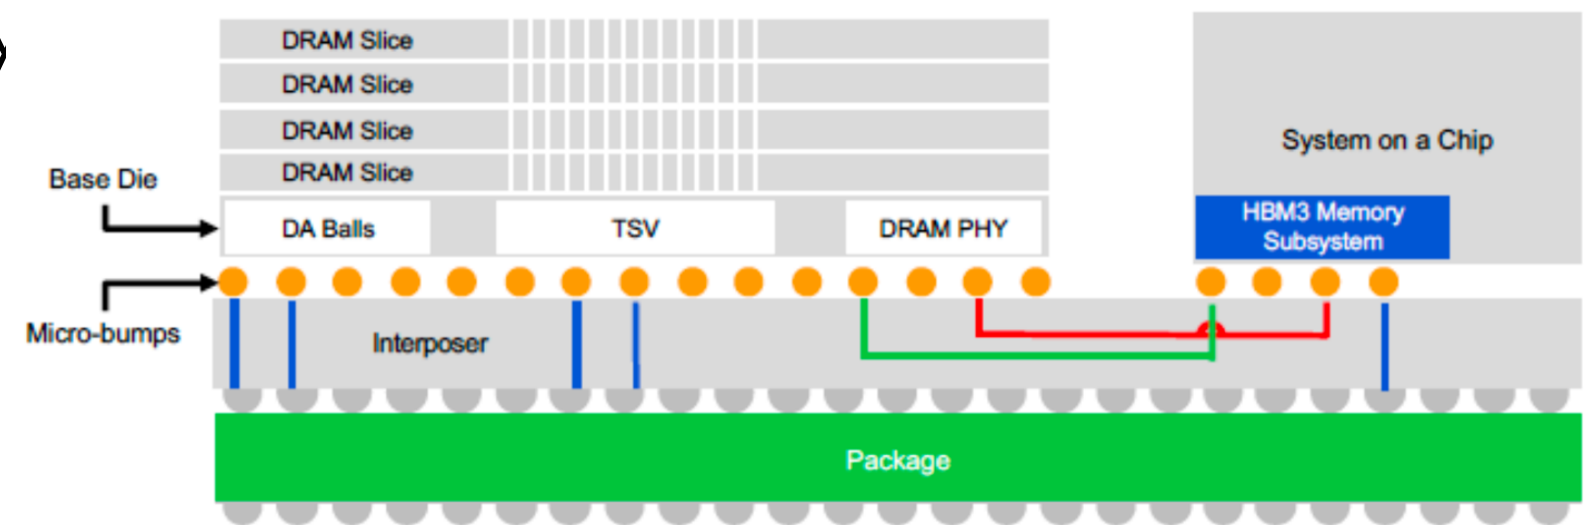 DRAM Slice
DRAM Slice
DRAM Slice
DRAM Slice
System on a Chip
Base Die
DA Balls
TSV
DRAM PHY
HBM3 Memory
Subsystem
Micro-bumps
Interposer
Package